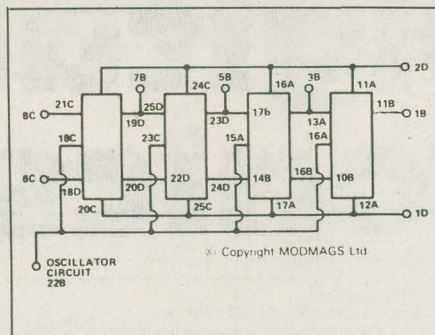 2D
7B 5B 3B
24C 16A 11A
21C 25D 11B
8C 19D 23D 17b 13A 1B
18C 23C 15A 16A
6C 20D 22D 24D 14B 16B 10B
18D
20C 25C 17A 12A
1D
© Copyright MODMAGS Ltd
OSCILLATOR
CIRCUIT
22B